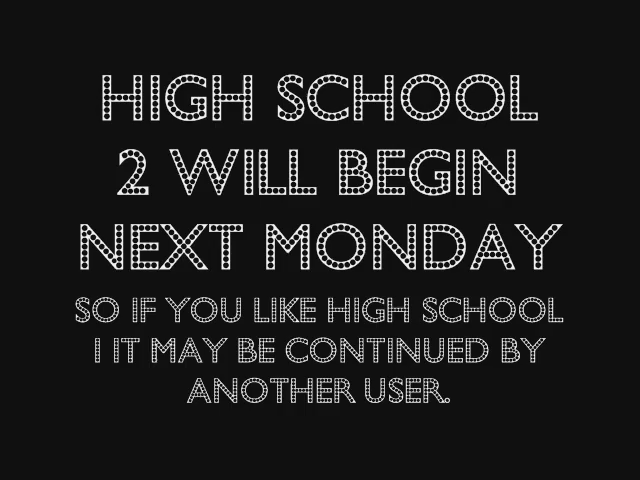 HIGH SCHOOL
2 WILL BEGIN
NEXT MONDAY
SO IF YOU LIKE HIGH SCHOOL
1 IT MAY BE CONTINUED BY
ANOTHER USER.